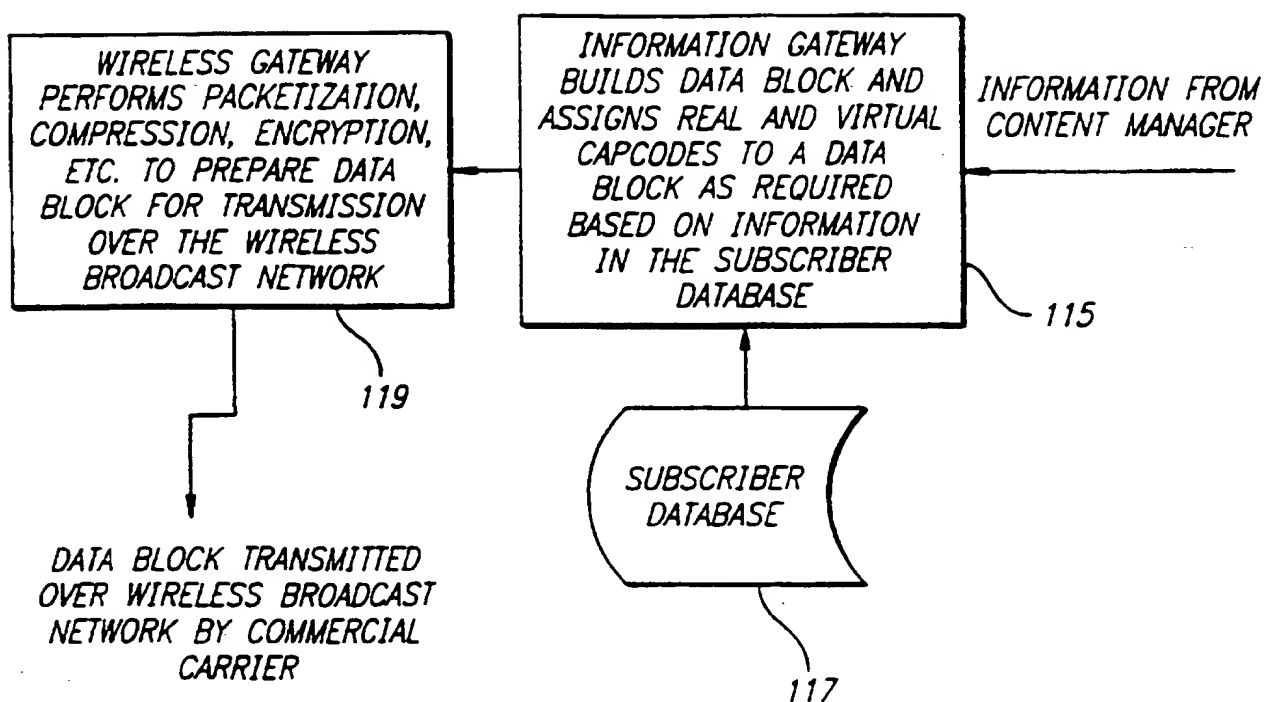 WIRELESS GATEWAY
PERFORMS PACKETIZATION,
COMPRESSION, ENCRYPTION,
ETC. TO PREPARE DATA
BLOCK FOR TRANSMISSION
OVER THE WIRELESS
BROADCAST NETWORK
119
INFORMATION GATEWAY
BUILDS DATA BLOCK AND
ASSIGNS REAL AND VIRTUAL
CAPCODES TO A DATA
BLOCK AS REQUIRED
BASED ON INFORMATION
IN THE SUBSCRIBER
DATABASE
115
INFORMATION FROM
CONTENT MANAGER
SUBSCRIBER
DATABASE
117
DATA BLOCK TRANSMITTED
OVER WIRELESS BROADCAST
NETWORK BY COMMERCIAL
CARRIER